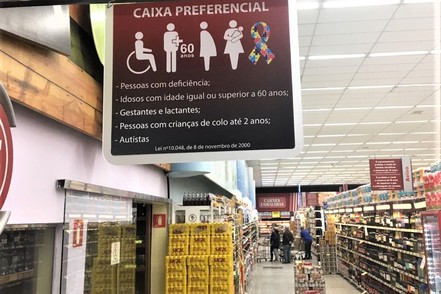 CAIXA PREFERENCIAL
+60
anos
- Pessoas com deficiência;
- Idosos com idade igual ou superior a 60 anos;
- Gestantes e lactantes;
- Pessoas com crianças de colo até 2 anos;
- Autistas
Lei nº10.048, de 8 de novembro de 2000